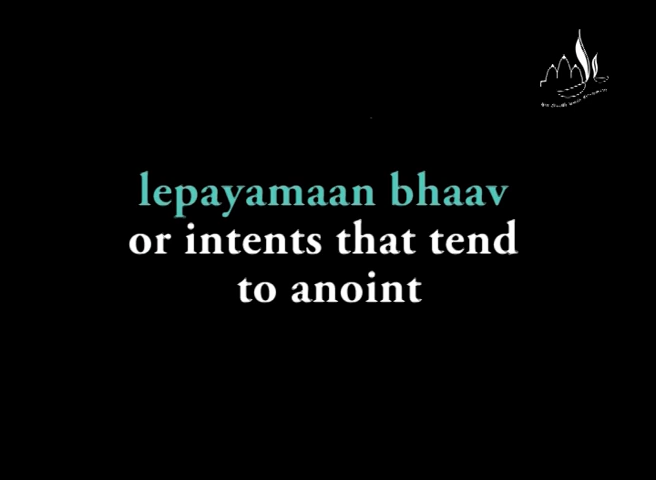 lepayamaan bhaav
or intents that tend
to anoint